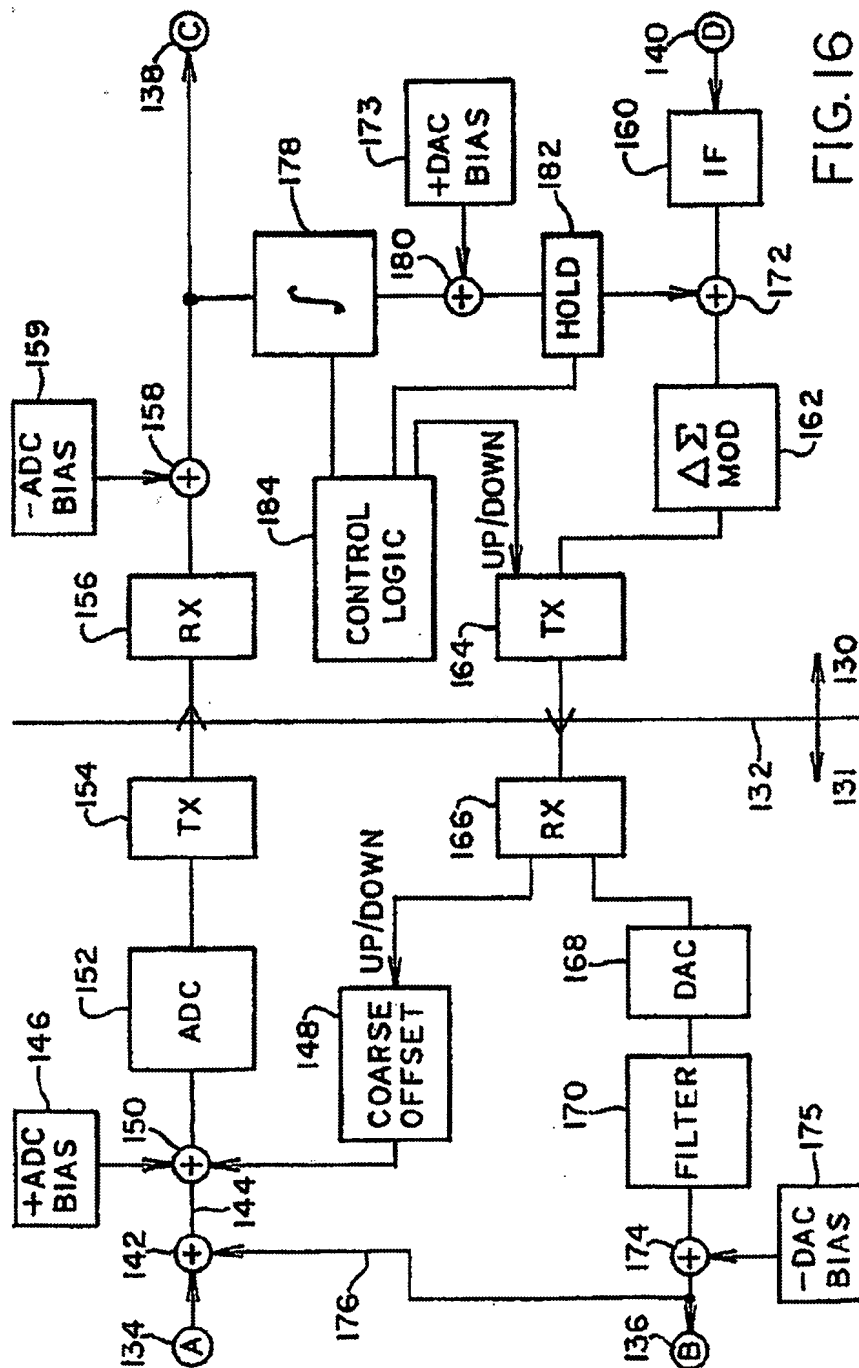 138
C
-ADC
BIAS
159
158
156
RX
154
TX
152
ADC
+ADC
BIAS
146
150
+
144
142
+
134
A
+
178
∫
+DAC
BIAS
173
180
+
HOLD
182
184
CONTROL
LOGIC
UP/DOWN
164
TX
140
D
160
IF
+
172
ΔΣ
MOD
162
166
RX
UP/DOWN
148
COARSE
OFFSET
168
DAC
170
FILTER
174
+
-DAC
BIAS
175
176
136
B
132
130
131
FIG. 16